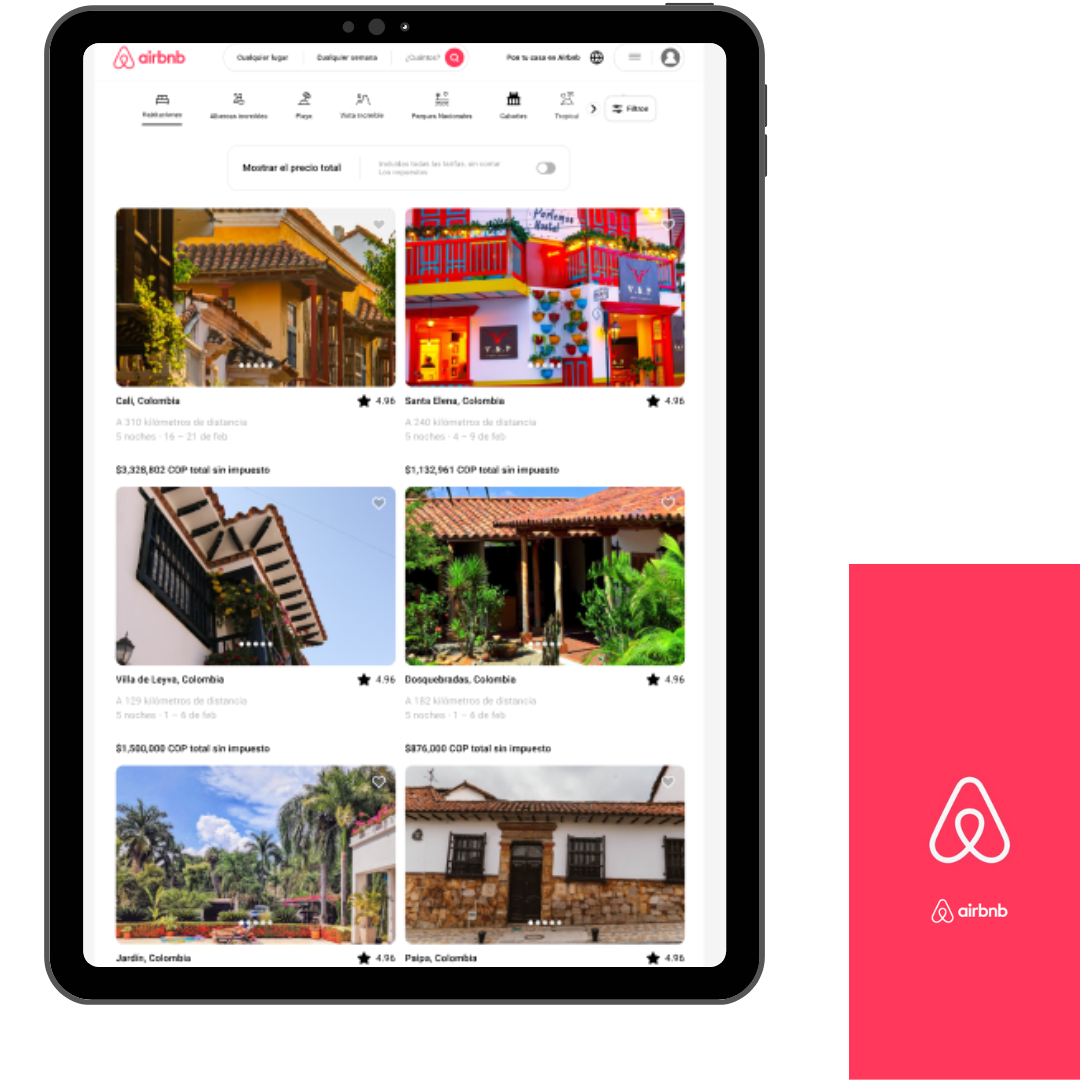 airbnb
Cualquier lugar
Cualquier semana
¿Cuántos?
Pon tu casa en Airbnb
Habitaciones
Albercas increíbles
Playa
Vista increíble
Parques Nacionales
Cabañas
Tropical
Filtros
Mostrar el precio total
Incluidas todas las tarifas, sin contar
Los impuestos
Parlemos
Hostal
V.B.P
V.B.P
Cali, Colombia
4.96
A 310 kilómetros de distancia
5 noches · 16 – 21 de feb
$3,328,802 COP total sin impuesto
Santa Elena, Colombia
4.96
A 240 kilómetros de distancia
5 noches · 4 – 9 de feb
$1,132,961 COP total sin impuesto
Villa de Leyva, Colombia
4.96
A 129 kilómetros de distancia
5 noches · 1 – 6 de feb
$1,500,000 COP total sin impuesto
Dosquebradas, Colombia
4.96
A 182 kilómetros de distancia
5 noches · 1 – 6 de feb
$876,000 COP total sin impuesto
Jardín, Colombia
4.96
Paipa, Colombia
4.96
airbnb